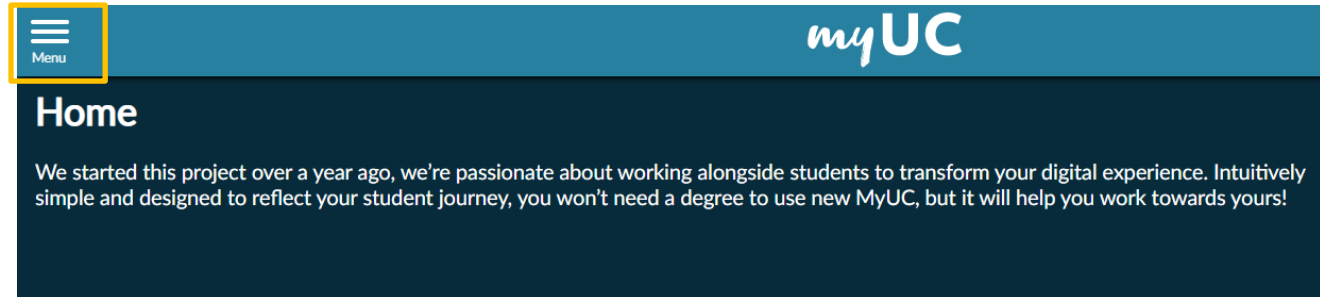 myUC
Menu
Home
We started this project over a year ago, we’re passionate about working alongside students to transform your digital experience. Intuitively
simple and designed to reflect your student journey, you won’t need a degree to use new MyUC, but it will help you work towards yours!